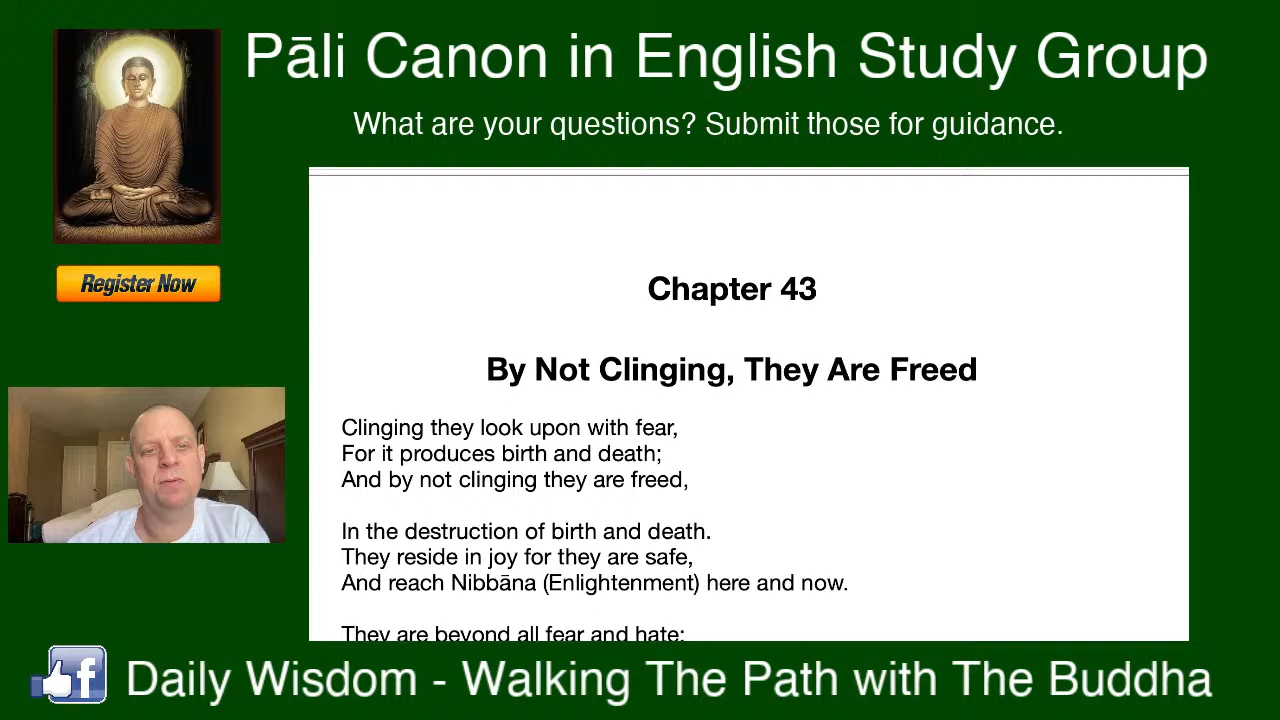 Pāli Canon in English Study Group
What are your questions? Submit those for guidance.
Register Now
Chapter 43
By Not Clinging, They Are Freed
Clinging they look upon with fear,
For it produces birth and death;
And by not clinging they are freed,
In the destruction of birth and death.
They reside in joy for they are safe,
And reach Nibbāna (Enlightenment) here and now.
They are beyond all fear and hate;
f
Daily Wisdom - Walking The Path with The Buddha